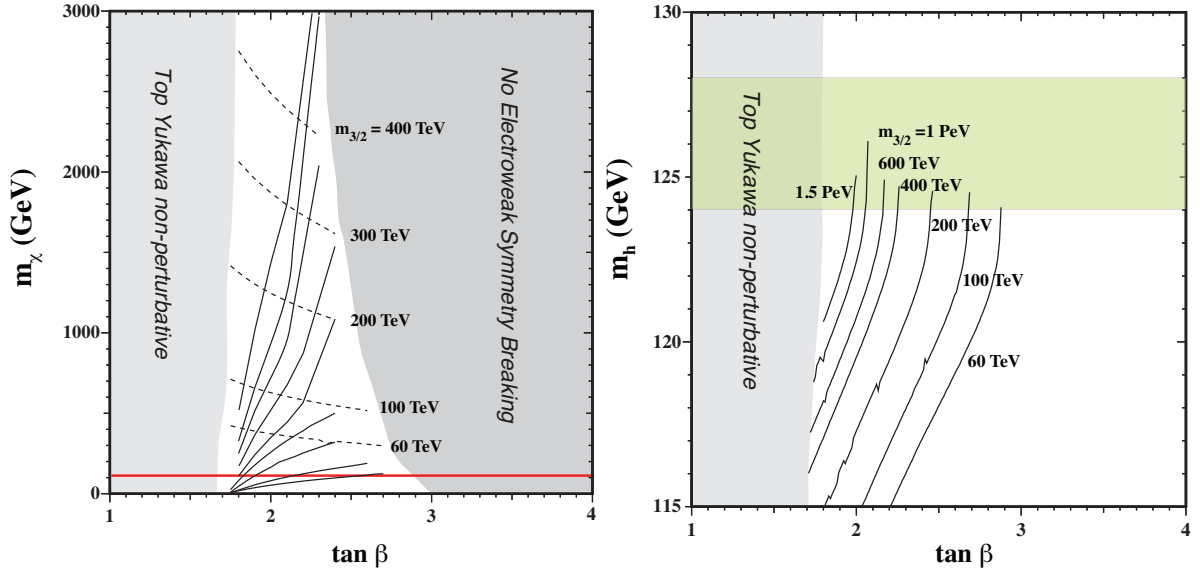 3000
2000
1000
0
1
2
3
4
m_χ (GeV)
tan β
Top Yukawa non-perturbative
No Electroweak Symmetry Breaking
m_3/2 = 400 TeV
300 TeV
200 TeV
100 TeV
60 TeV
130
125
120
115
1
2
3
4
m_h (GeV)
tan β
Top Yukawa non-perturbative
m_3/2 =1 PeV
600 TeV
1.5 PeV
400 TeV
200 TeV
100 TeV
60 TeV